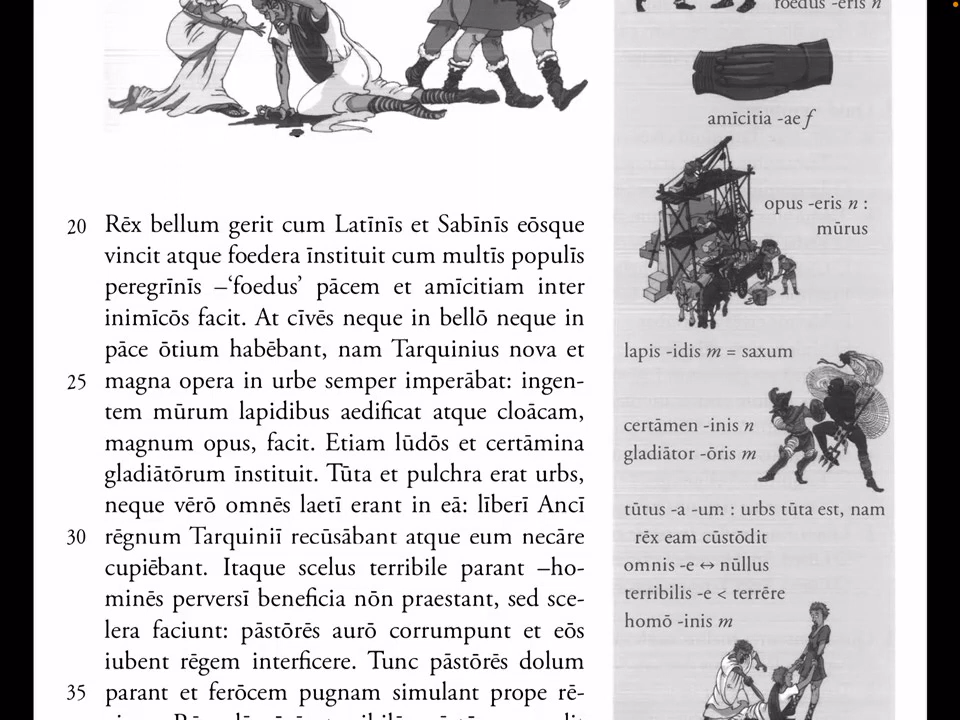 foedus -eris n
amīcitia -ae f
opus -eris n :
mūrus
20 Rēx bellum gerit cum Latīnīs et Sabīnīs eōsque
vincit atque foedera īnstituit cum multīs populīs
peregrīnīs –‘foedus’ pācem et amīcitiam inter
inimīcōs facit. At cīvēs neque in bellō neque in
pāce ōtium habēbant, nam Tarquinius nova et
25 magna opera in urbe semper imperābat: ingen-
tem mūrum lapidibus aedificat atque cloācam,
magnum opus, facit. Etiam lūdōs et certāmina
gladiātōrum īnstituit. Tūta et pulchra erat urbs,
neque vērō omnēs laetī erant in eā: līberī Ancī
30 rēgnum Tarquiniī recūsābant atque eum necāre
cupiēbant. Itaque scelus terribile parant –ho-
minēs perversī beneficia nōn praestant, sed sce-
lera faciunt: pāstōrēs aurō corrumpunt et eōs
iubent rēgem interficere. Tunc pāstōrēs dolum
35 parant et ferōcem pugnam simulant prope rē-
lapis -idis m = saxum
certāmen -inis n
gladiātor -ōris m
tūtus -a -um : urbs tūta est, nam
rēx eam cūstōdit
omnis -e ↔ nūllus
terribilis -e < terrēre
homō -inis m